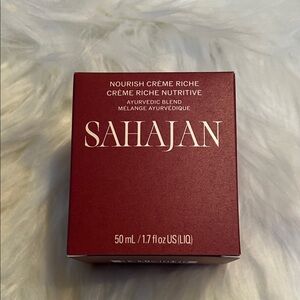 NOURISH CRÈME RICHE
CRÈME RICHE NUTRITIVE
AYURVEDIC BLEND
MÉLANGE AYURVÉDIQUE
SAHAJAN
50 mL / 1.7 fl oz US (LIQ)